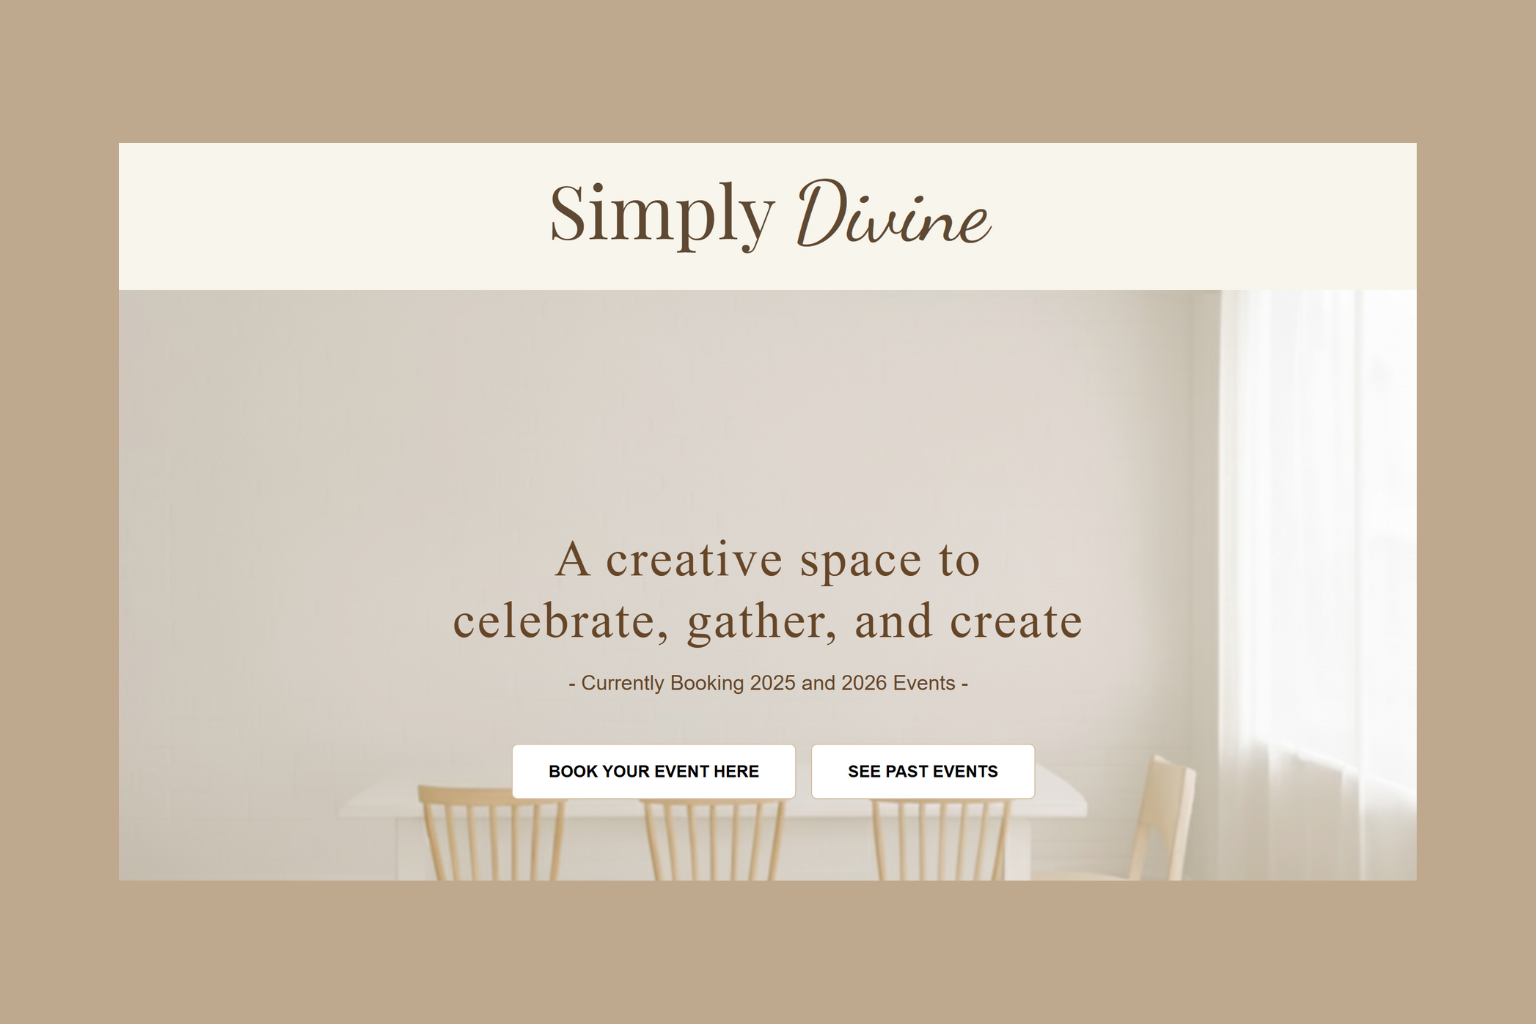 Simply Divine
A creative space to
celebrate, gather, and create
- Currently Booking 2025 and 2026 Events -
BOOK YOUR EVENT HERE
SEE PAST EVENTS